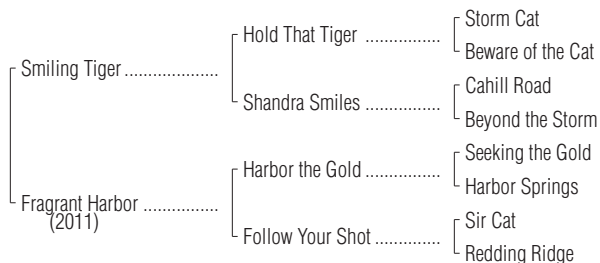 Storm Cat
Hold That Tiger ................
Beware of the Cat
Smiling Tiger ....................
Cahill Road
Shandra Smiles ................
Beyond the Storm
Seeking the Gold
Harbor the Gold ................
Harbor Springs
Fragrant Harbor ................
(2011)
Sir Cat
Follow Your Shot ..............
Redding Ridge